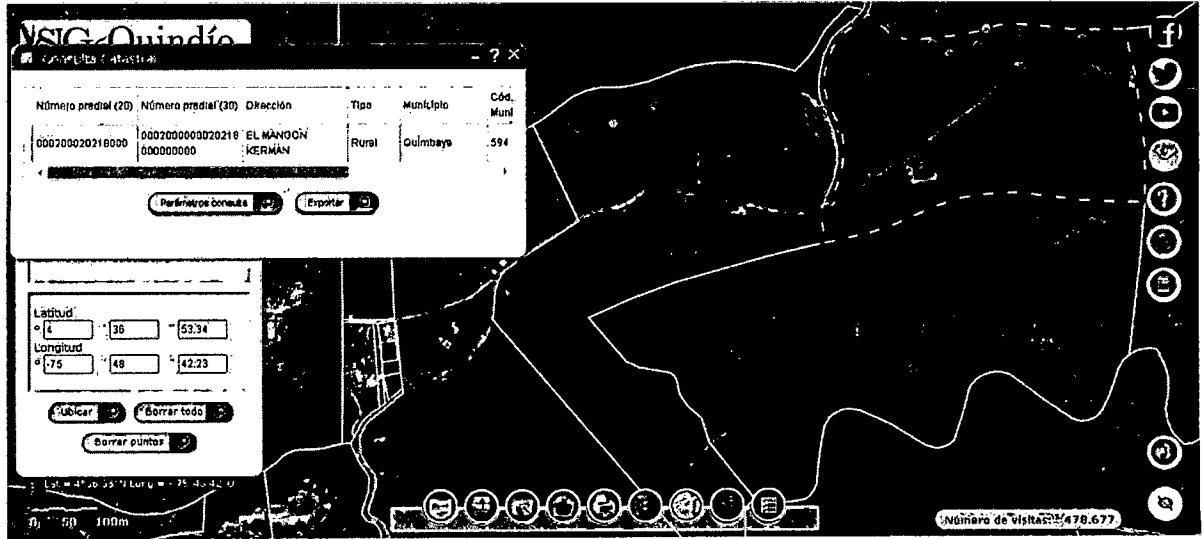 SIG Quindío
Consulta Catastral
- ? ×
Número predial (20) Número predial (30) Dirección Tipo Municipio Cód. Muni
000200020218000 0002000000020218 EL MANGON Rural Quimbaya 594
000000000 KERMAN
Parámetros consulta Exportar
Latitud
° 4 ' 36 " 53.34
Longitud
° -75 ' 48 " 42.23
Ubicar Borrar todo
Borrar puntos
0 50 100m
Número de visitas: 478.677